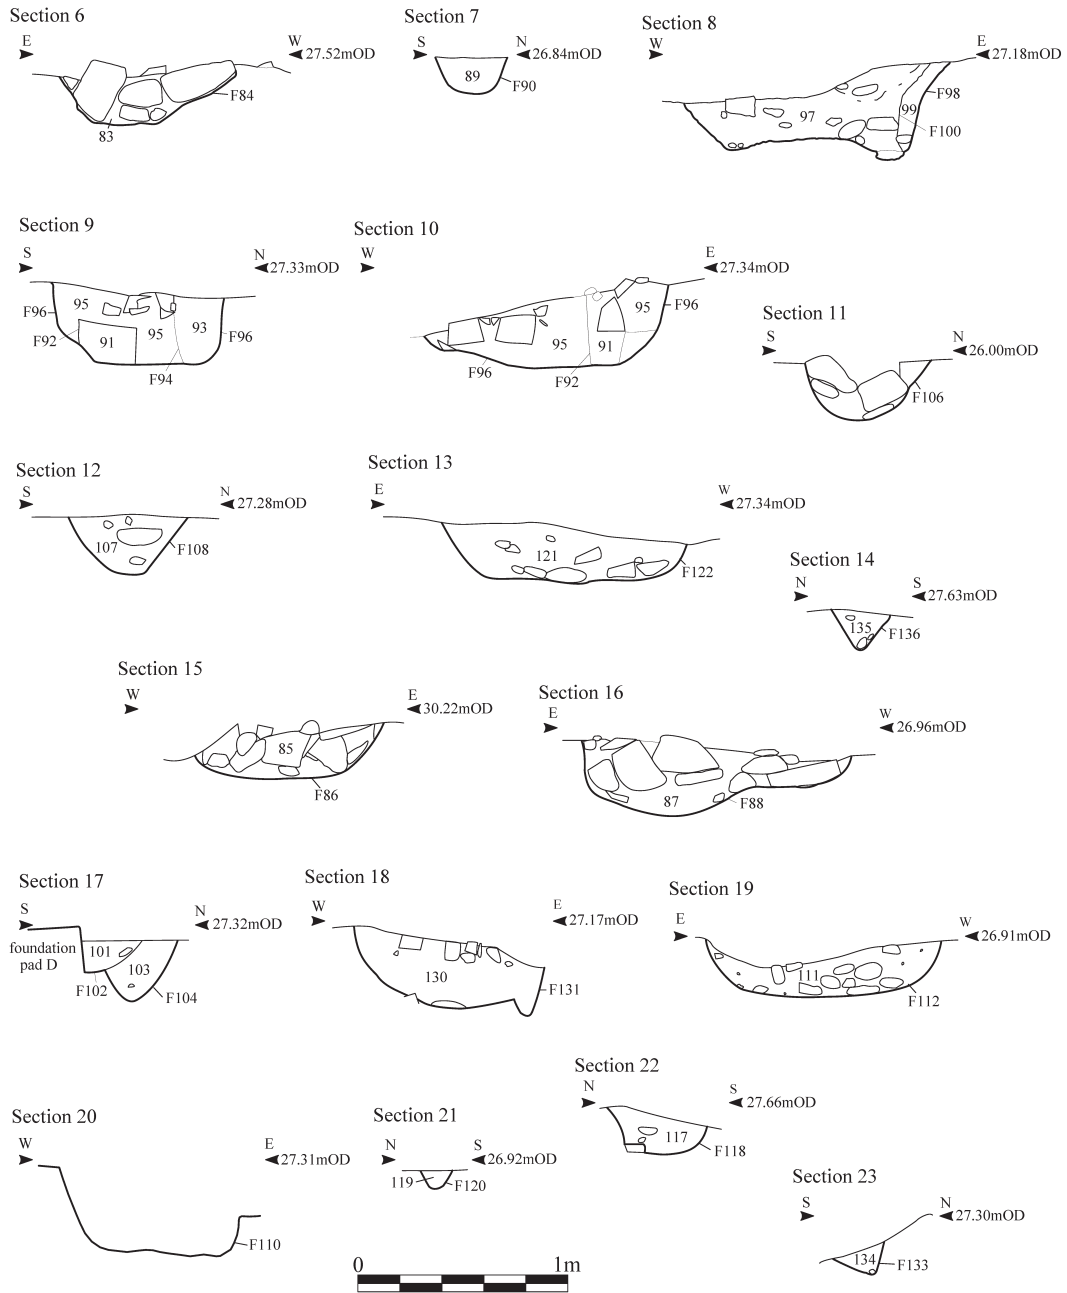 Section 6
E
W
27.52mOD
F84
83
Section 7
S
N
26.84mOD
89
F90
Section 8
W
E
27.18mOD
F98
99
97
F100
Section 9
S
N
27.33mOD
F96
95
F92
91
95
93
F96
F94
Section 10
W
E
27.34mOD
95
F96
95
91
F96
F92
Section 11
S
N
26.00mOD
F106
Section 12
S
N
27.28mOD
107
F108
Section 13
E
W
27.34mOD
121
F122
Section 14
N
S
27.63mOD
135
F136
Section 15
W
E
30.22mOD
85
F86
Section 16
E
W
26.96mOD
87
F88
Section 17
S
N
27.32mOD
foundation
pad D
101
103
F102
F104
Section 18
W
E
27.17mOD
130
F131
Section 19
E
W
26.91mOD
111
F112
Section 20
W
E
27.31mOD
F110
Section 21
N
S
26.92mOD
119
F120
Section 22
N
S
27.66mOD
117
F118
Section 23
S
N
27.30mOD
134
F133
0
1m